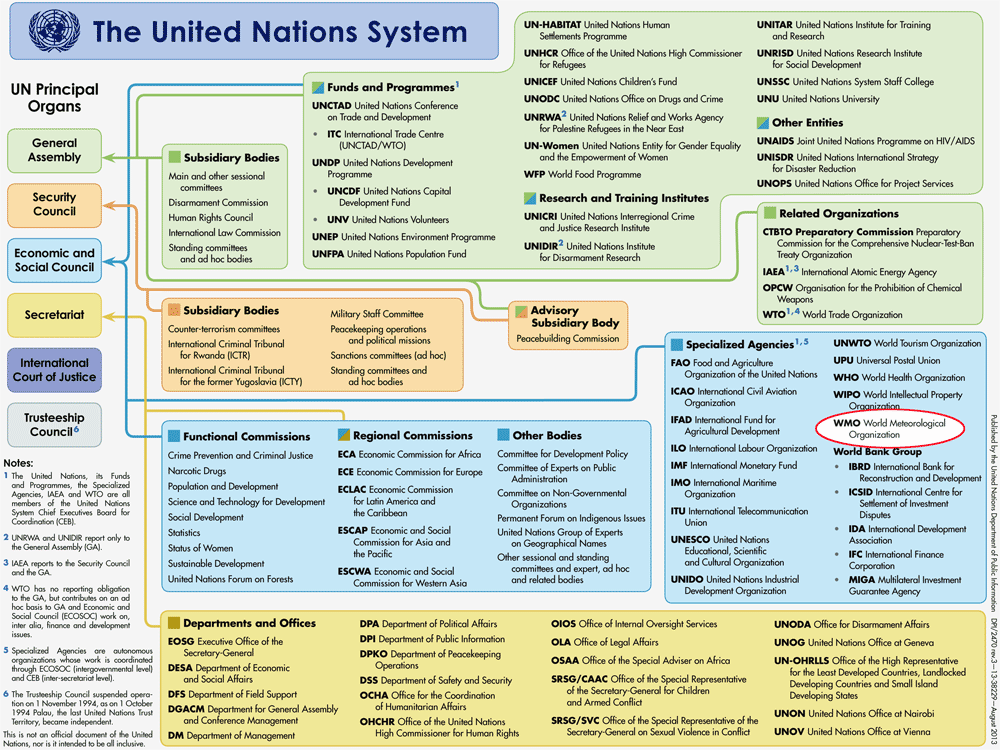 The United Nations System
UN Principal
Organs
General
Assembly
Security
Council
Economic and
Social Council
Secretariat
International
Court of Justice
Trusteeship
Council6
Notes:
1 The United Nations, its Funds
and Programmes, the Specialized
Agencies, IAEA and WTO are all
members of the United Nations
System Chief Executives Board for
Coordination (CEB).
2 UNRWA and UNIDIR report only to
the General Assembly (GA).
3 IAEA reports to the Security Council
and the GA.
4 WTO has no reporting obligation
to the GA, but contributes on an ad
hoc basis to GA and Economic and
Social Council (ECOSOC) work on,
inter alia, finance and development
issues.
5 Specialized Agencies are autonomous
organizations whose work is coordinated
through ECOSOC (intergovernmental level)
and CEB (inter-secretariat level).
6 The Trusteeship Council suspended opera-
tion on 1 November 1994, as on 1 October
1994 Palau, the last United Nations Trust
Territory, became independent.
This is not an official document of the United
Nations, nor is it intended to be all inclusive.
Subsidiary Bodies
Main and other sessional
committees
Disarmament Commission
Human Rights Council
International Law Commission
Standing committees
and ad hoc bodies
Funds and Programmes1
UNCTAD United Nations Conference
on Trade and Development
• ITC International Trade Centre
(UNCTAD/WTO)
UNDP United Nations Development
Programme
• UNCDF United Nations Capital
Development Fund
• UNV United Nations Volunteers
UNEP United Nations Environment Programme
UNFPA United Nations Population Fund
UN-HABITAT United Nations Human
Settlements Programme
UNHCR Office of the United Nations High Commissioner
for Refugees
UNICEF United Nations Children's Fund
UNODC United Nations Office on Drugs and Crime
UNRWA2 United Nations Relief and Works Agency
for Palestine Refugees in the Near East
UN-Women United Nations Entity for Gender Equality
and the Empowerment of Women
WFP World Food Programme
Research and Training Institutes
UNICRI United Nations Interregional Crime
and Justice Research Institute
UNIDIR2 United Nations Institute
for Disarmament Research
UNITAR United Nations Institute for Training
and Research
UNRISD United Nations Research Institute
for Social Development
UNSSC United Nations System Staff College
UNU United Nations University
Other Entities
UNAIDS Joint United Nations Programme on HIV/AIDS
UNISDR United Nations International Strategy
for Disaster Reduction
UNOPS United Nations Office for Project Services
Related Organizations
CTBTO Preparatory Commission Preparatory
Commission for the Comprehensive Nuclear-Test-Ban
Treaty Organization
IAEA1,3 International Atomic Energy Agency
OPCW Organisation for the Prohibition of Chemical
Weapons
WTO1,4 World Trade Organization
Subsidiary Bodies
Counter-terrorism committees
International Criminal Tribunal
for Rwanda (ICTR)
International Criminal Tribunal
for the former Yugoslavia (ICTY)
Military Staff Committee
Peacekeeping operations
and political missions
Sanctions committees (ad hoc)
Standing committees and
ad hoc bodies
Advisory
Subsidiary Body
Peacebuilding Commission
Functional Commissions
Crime Prevention and Criminal Justice
Narcotic Drugs
Population and Development
Science and Technology for Development
Social Development
Statistics
Status of Women
Sustainable Development
United Nations Forum on Forests
Regional Commissions
ECA Economic Commission for Africa
ECE Economic Commission for Europe
ECLAC Economic Commission
for Latin America and
the Caribbean
ESCAP Economic and Social
Commission for Asia and
the Pacific
ESCWA Economic and Social
Commission for Western Asia
Other Bodies
Committee for Development Policy
Committee of Experts on Public
Administration
Committee on Non-Governmental
Organizations
Permanent Forum on Indigenous Issues
United Nations Group of Experts
on Geographical Names
Other sessional and standing
committees and expert, ad hoc
and related bodies
Specialized Agencies1,5
FAO Food and Agriculture
Organization of the United Nations
ICAO International Civil Aviation
Organization
IFAD International Fund for
Agricultural Development
ILO International Labour Organization
IMF International Monetary Fund
IMO International Maritime
Organization
ITU International Telecommunication
Union
UNESCO United Nations
Educational, Scientific
and Cultural Organization
UNIDO United Nations Industrial
Development Organization
UNWTO World Tourism Organization
UPU Universal Postal Union
WHO World Health Organization
WIPO World Intellectual Property
Organization
WMO World Meteorological
Organization
World Bank Group
• IBRD International Bank for
Reconstruction and Development
• ICSID International Centre for
Settlement of Investment
Disputes
• IDA International Development
Association
• IFC International Finance
Corporation
• MIGA Multilateral Investment
Guarantee Agency
Departments and Offices
EOSG Executive Office of the
Secretary-General
DESA Department of Economic
and Social Affairs
DFS Department of Field Support
DGACM Department for General Assembly
and Conference Management
DM Department of Management
DPA Department of Political Affairs
DPI Department of Public Information
DPKO Department of Peacekeeping
Operations
DSS Department of Safety and Security
OCHA Office for the Coordination
of Humanitarian Affairs
OHCHR Office of the United Nations
High Commissioner for Human Rights
OIOS Office of Internal Oversight Services
OLA Office of Legal Affairs
OSAA Office of the Special Adviser on Africa
SRSG/CAAC Office of the Special Representative
of the Secretary-General for Children
and Armed Conflict
SRSG/SVC Office of the Special Representative of the
Secretary-General on Sexual Violence in Conflict
UNODA Office for Disarmament Affairs
UNOG United Nations Office at Geneva
UN-OHRLLS Office of the High Representative
for the Least Developed Countries, Landlocked
Developing Countries and Small Island
Developing States
UNON United Nations Office at Nairobi
UNOV United Nations Office at Vienna
Published by the United Nations Department of Public Information DPI/2470 rev.3—13-38229—August 2013